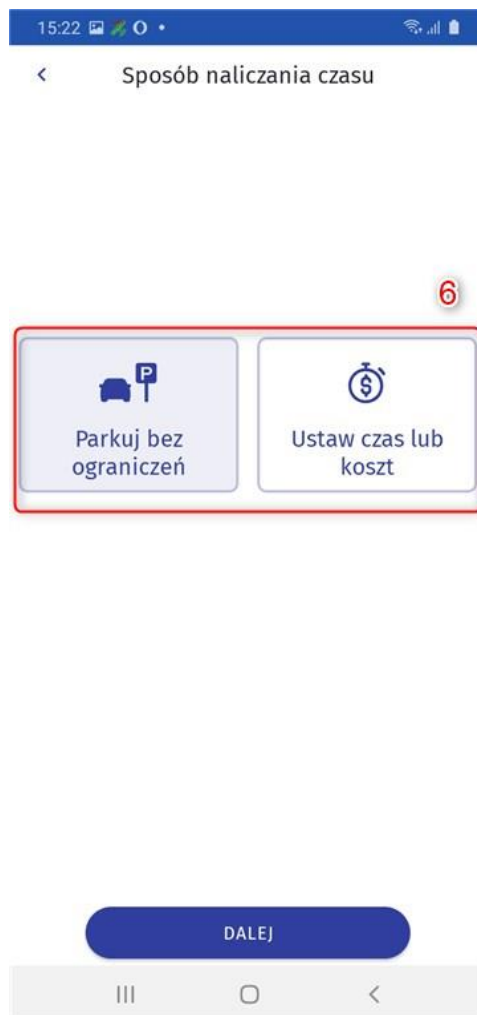 15:22
Sposób naliczania czasu
6
P
Parkuj bez
ograniczeń
$
Ustaw czas lub
koszt
DALEJ